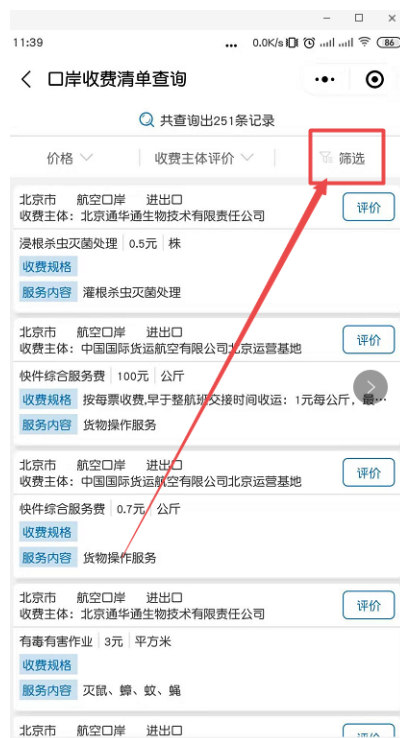 11:39
... 0.0K/s 86
口岸收费清单查询
共查询出251条记录
价格 收费主体评价 筛选
北京市 航空口岸 进出口
收费主体：北京通华通生物技术有限责任公司
评价
浸根杀虫灭菌处理 0.5元 株
收费规格
服务内容 灌根杀虫灭菌处理
北京市 航空口岸 进出口
收费主体：中国国际货运航空有限公司北京运营基地
评价
快件综合服务费 100元 公斤
收费规格 按每票收费,早于整航班交接时间收运：1元每公斤，最…
服务内容 货物操作服务
北京市 航空口岸 进出口
收费主体：中国国际货运航空有限公司北京运营基地
评价
快件综合服务费 0.7元 公斤
收费规格
服务内容 货物操作服务
北京市 航空口岸 进出口
收费主体：北京通华通生物技术有限责任公司
评价
有毒有害作业 3元 平方米
收费规格
服务内容 灭鼠、蟑、蚊、蝇
北京市 航空口岸 进出口